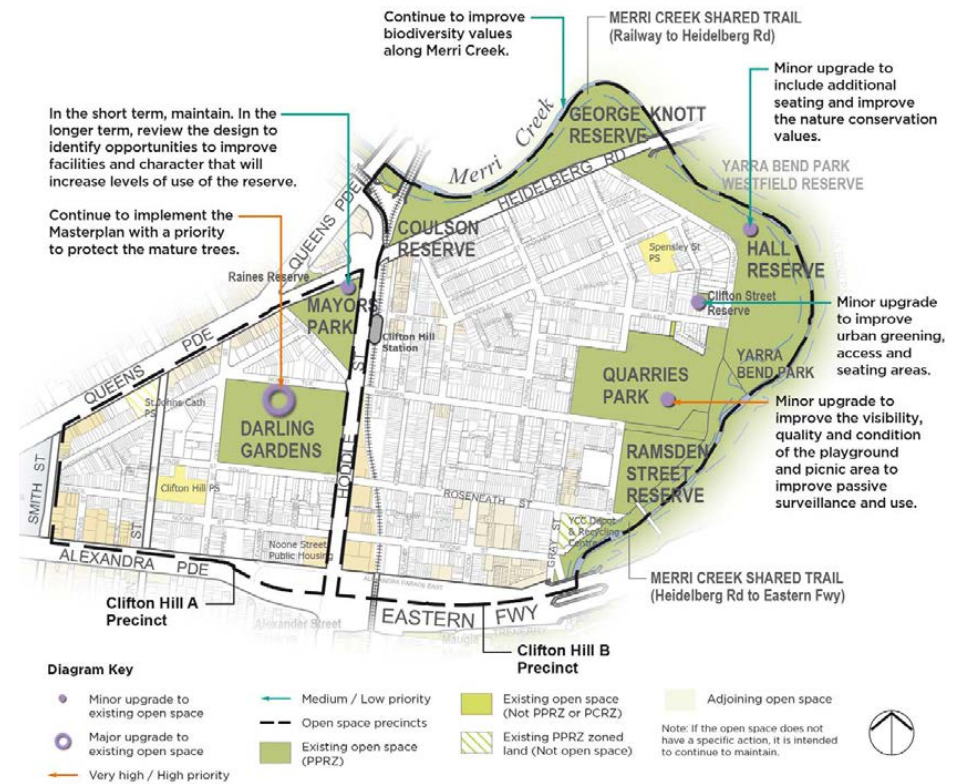 Continue to improve
biodiversity values
along Merri Creek.
MERRI CREEK SHARED TRAIL
(Railway to Heidelberg Rd)
Minor upgrade to
include additional
seating and improve
the nature conservation
values.
In the short term, maintain. In the
longer term, review the design to
identify opportunities to improve
facilities and character that will
increase levels of use of the reserve.
Continue to implement the
Masterplan with a priority
to protect the mature trees.
GEORGE KNOTT
RESERVE
Merri Creek
HEIDELBERG RD
YARRA BEND PARK
WESTFIELD RESERVE
QUEENS PDE
COULSON
RESERVE
Spensley St
PS
HALL
RESERVE
Raines Reserve
MAYORS
PARK
Clifton Street
Reserve
Minor upgrade
to improve
urban greening,
access and
seating areas.
Clifton Hill
Station
QUEENS PDE
YARRA
BEND PARK
QUARRIES
PARK
Minor upgrade to
improve the visibility,
quality and condition
of the playground
and picnic area to
improve passive
surveillance and use.
St Johns Cath
PS
DARLING
GARDENS
HODDLE ST
RAMSDEN
STREET
RESERVE
SMITH ST
Clifton Hill PS
ROSENEATH ST
NOONE
ST
YCC Depot
& Recycling
Centre
GRAY ST
Noone Street
Public Housing
ALEXANDRA PDE
ALEXANDRA PARADE EAST
MERRI CREEK SHARED TRAIL
(Heidelberg Rd to Eastern Fwy)
Clifton Hill A
Precinct
EASTERN FWY
Alexander Street
Clifton Hill B
Precinct
Diagram Key
Minor upgrade to
existing open space
Major upgrade to
existing open space
Very high / High priority
Medium / Low priority
Open space precincts
Existing open space
(PPRZ)
Existing open space
(Not PPRZ or PCRZ)
Existing PPRZ zoned
land (Not open space)
Adjoining open space
Note: If the open space does not
have a specific action, it is intended
to continue to maintain.